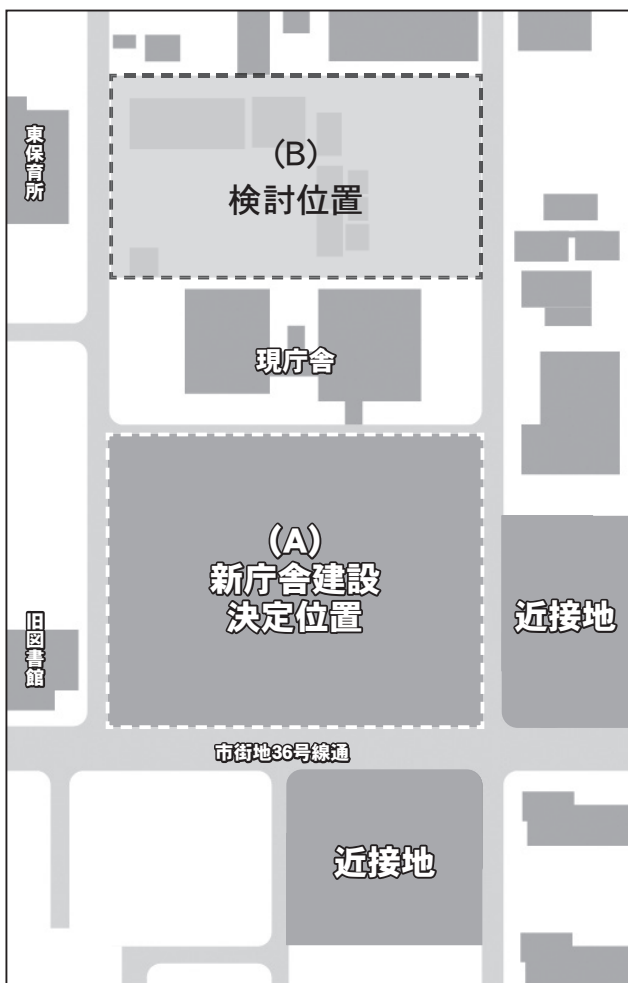 東保育所
(B)
検討位置
現庁舎
(A)
新庁舎建設
決定位置
近接地
旧図書館
市街地36号線通
近接地